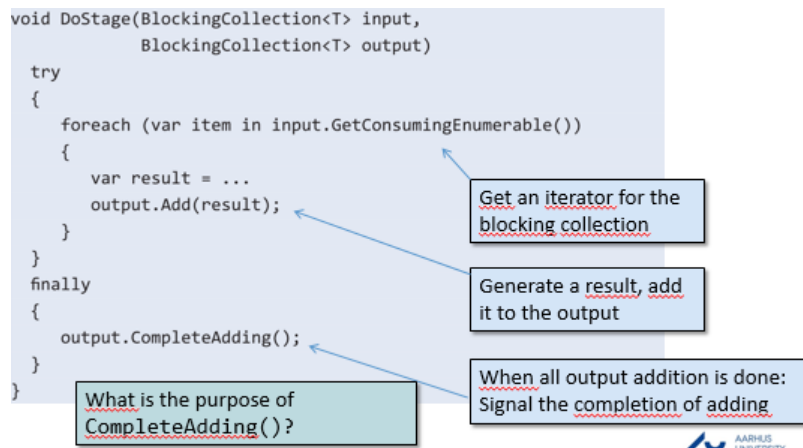 void DoStage(BlockingCollection<T> input,
BlockingCollection<T> output)
try
{
foreach (var item in input.GetConsumingEnumerable())
{
var result = ...
output.Add(result);
}
}
finally
{
output.CompleteAdding();
}
}
Get an iterator for the
blocking collection
Generate a result, add
it to the output
When all output addition is done:
Signal the completion of adding
What is the purpose of
CompleteAdding()?
AARHUS
UNIVERSITY